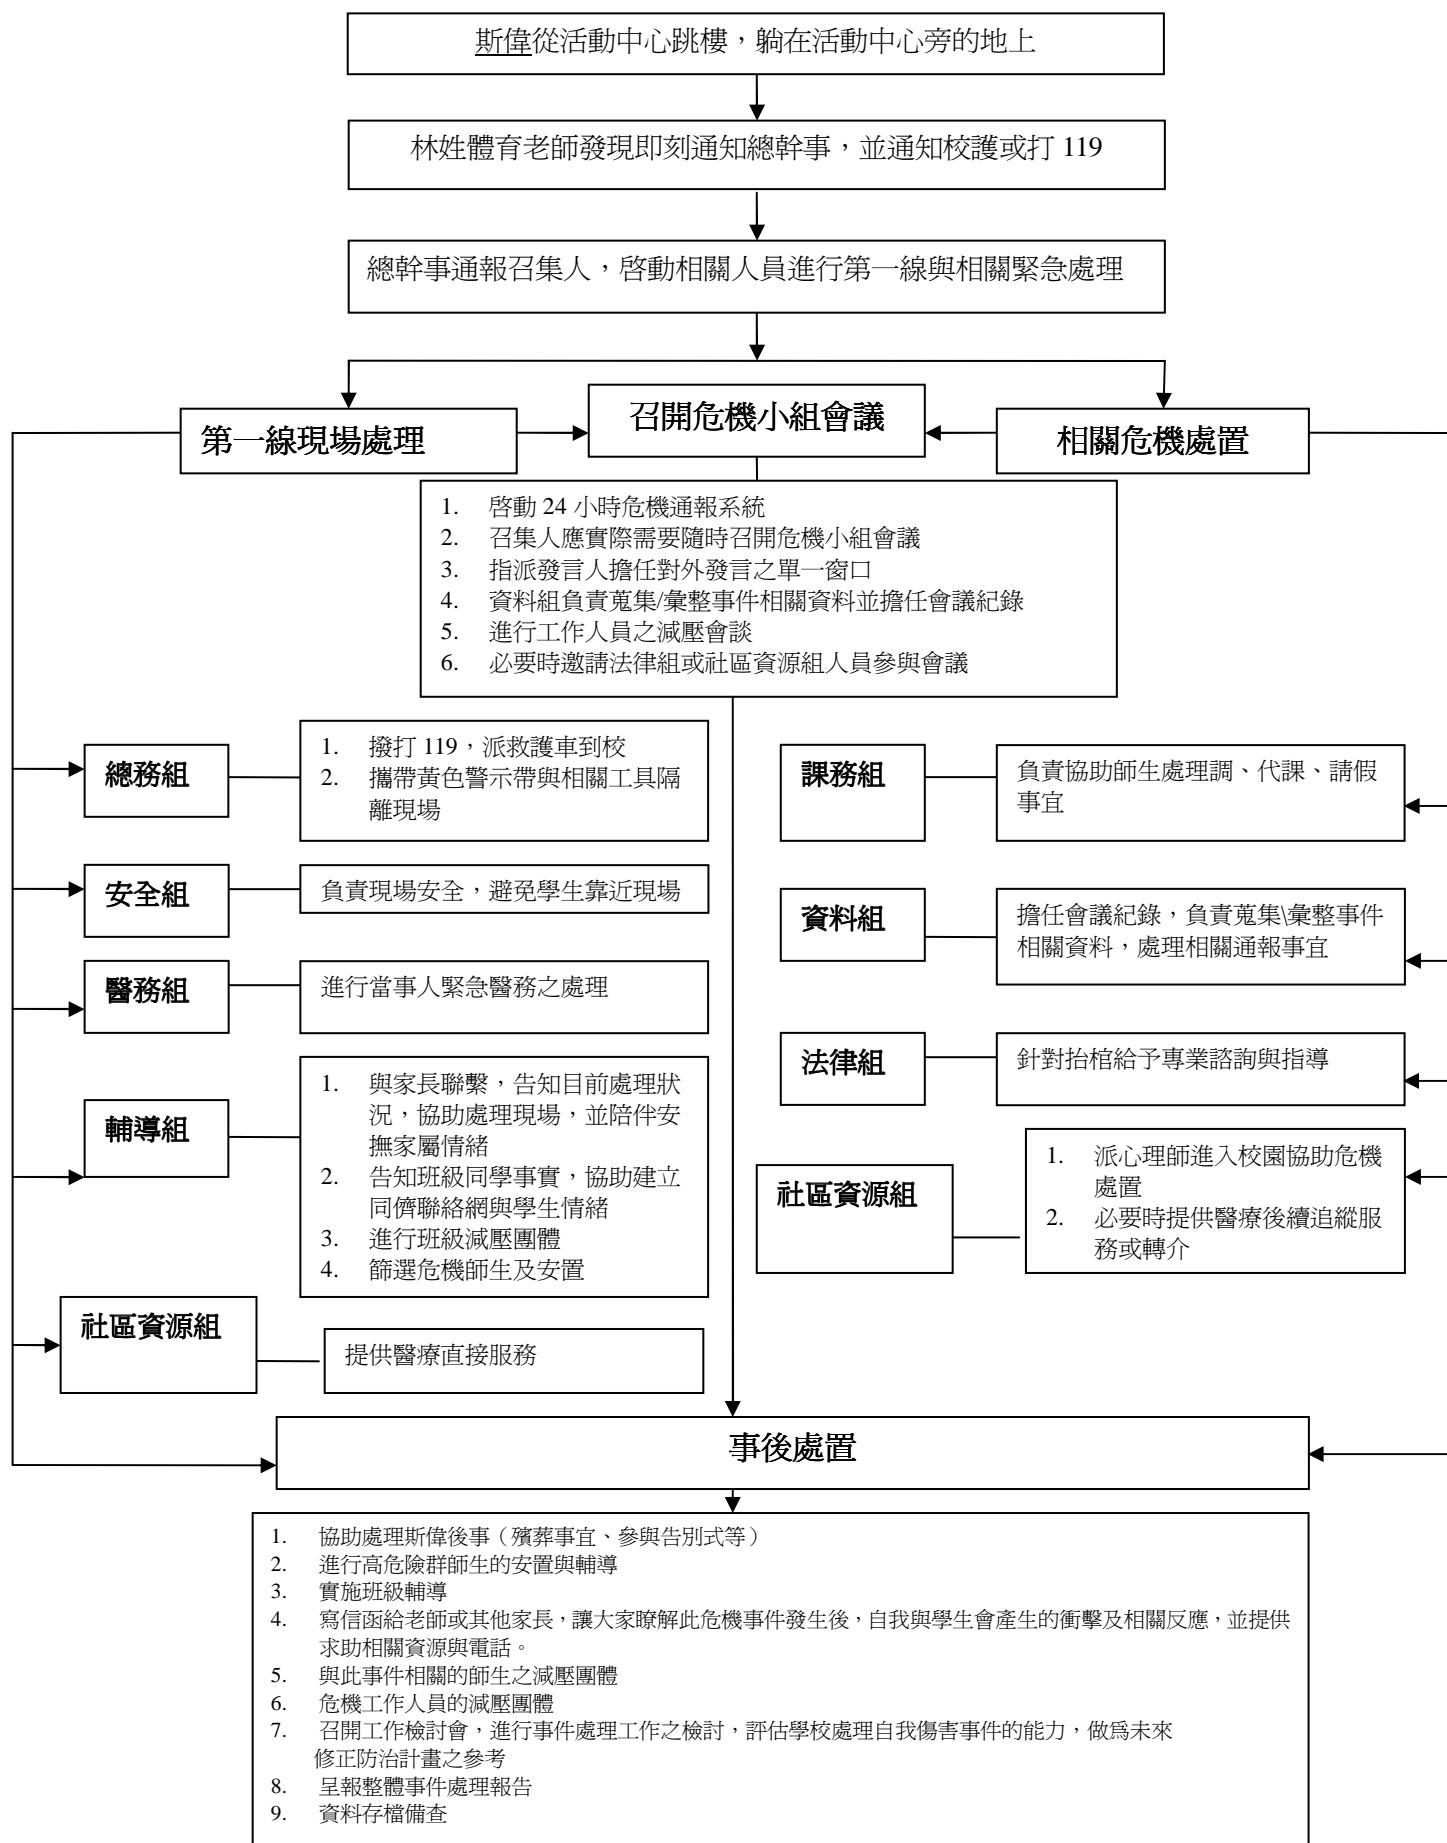 斯偉從活動中心跳樓，躺在活動中心旁的地上
林姓體育老師發現即刻通知總幹事，並通知校護或打 119
總幹事通報召集人，啓動相關人員進行第一線與相關緊急處理
第一線現場處理
召開危機小組會議
相關危機處置
1. 啓動 24 小時危機通報系統
2. 召集人應實際需要隨時召開危機小組會議
3. 指派發言人擔任對外發言之單一窗口
4. 資料組負責蒐集/彙整事件相關資料並擔任會議紀錄
5. 進行工作人員之減壓會談
6. 必要時邀請法律組或社區資源組人員參與會議
總務組
1. 撥打 119，派救護車到校
2. 攜帶黃色警示帶與相關工具隔
離現場
安全組
負責現場安全，避免學生靠近現場
醫務組
進行當事人緊急醫務之處理
輔導組
1. 與家長聯繫，告知目前處理狀
況，協助處理現場，並陪伴安
撫家屬情緒
2. 告知班級同學事實，協助建立
同儕聯絡網與學生情緒
3. 進行班級減壓團體
4. 篩選危機師生及安置
社區資源組
提供醫療直接服務
課務組
負責協助師生處理調、代課、請假
事宜
資料組
擔任會議紀錄，負責蒐集\彙整事件
相關資料，處理相關通報事宜
法律組
針對抬棺給予專業諮詢與指導
社區資源組
1. 派心理師進入校園協助危機
處置
2. 必要時提供醫療後續追蹤服
務或轉介
事後處置
1. 協助處理斯偉後事（殯葬事宜、參與告別式等）
2. 進行高危險群師生的安置與輔導
3. 實施班級輔導
4. 寫信函給老師或其他家長，讓大家瞭解此危機事件發生後，自我與學生會產生的衝擊及相關反應，並提供
求助相關資源與電話。
5. 與此事件相關的師生之減壓團體
6. 危機工作人員的減壓團體
7. 召開工作檢討會，進行事件處理工作之檢討，評估學校處理自我傷害事件的能力，做爲未來
修正防治計畫之參考
8. 呈報整體事件處理報告
9. 資料存檔備查